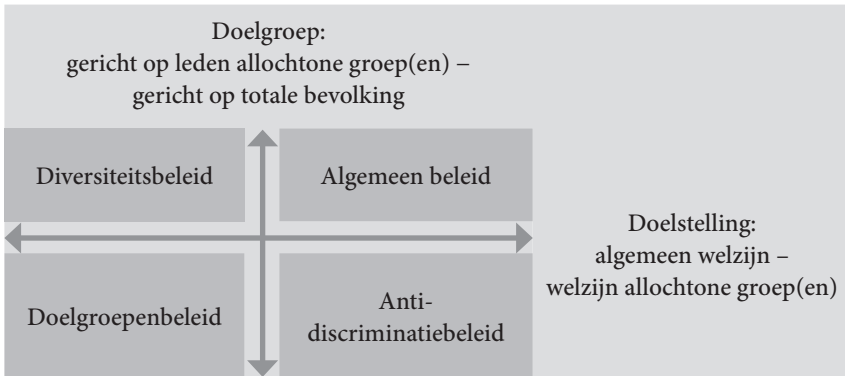 Doelgroep:
gericht op leden allochtone groep(en) –
gericht op totale bevolking
Diversiteitsbeleid
Algemeen beleid
Doelstelling:
algemeen welzijn –
welzijn allochtone groep(en)
Doelgroepenbeleid
Anti-
discriminatiebeleid